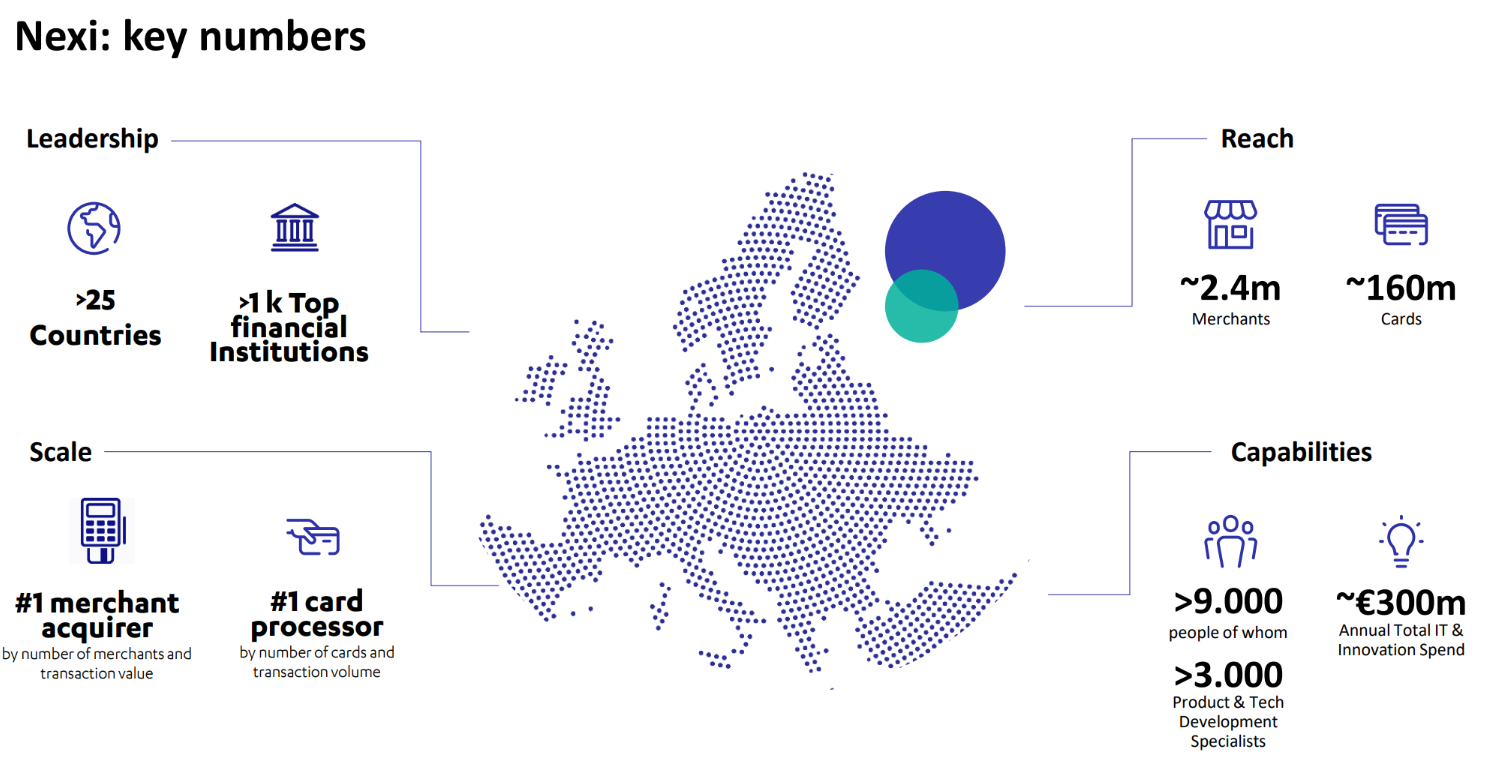 Nexi: key numbers
Leadership
>25
Countries
>1 k Top
financial
Institutions
Reach
~2.4m
Merchants
~160m
Cards
Scale
#1 merchant
acquirer
by number of merchants and
transaction value
#1 card
processor
by number of cards and
transaction volume
Capabilities
>9.000
people of whom
>3.000
Product & Tech
Development
Specialists
~€300m
Annual Total IT &
Innovation Spend